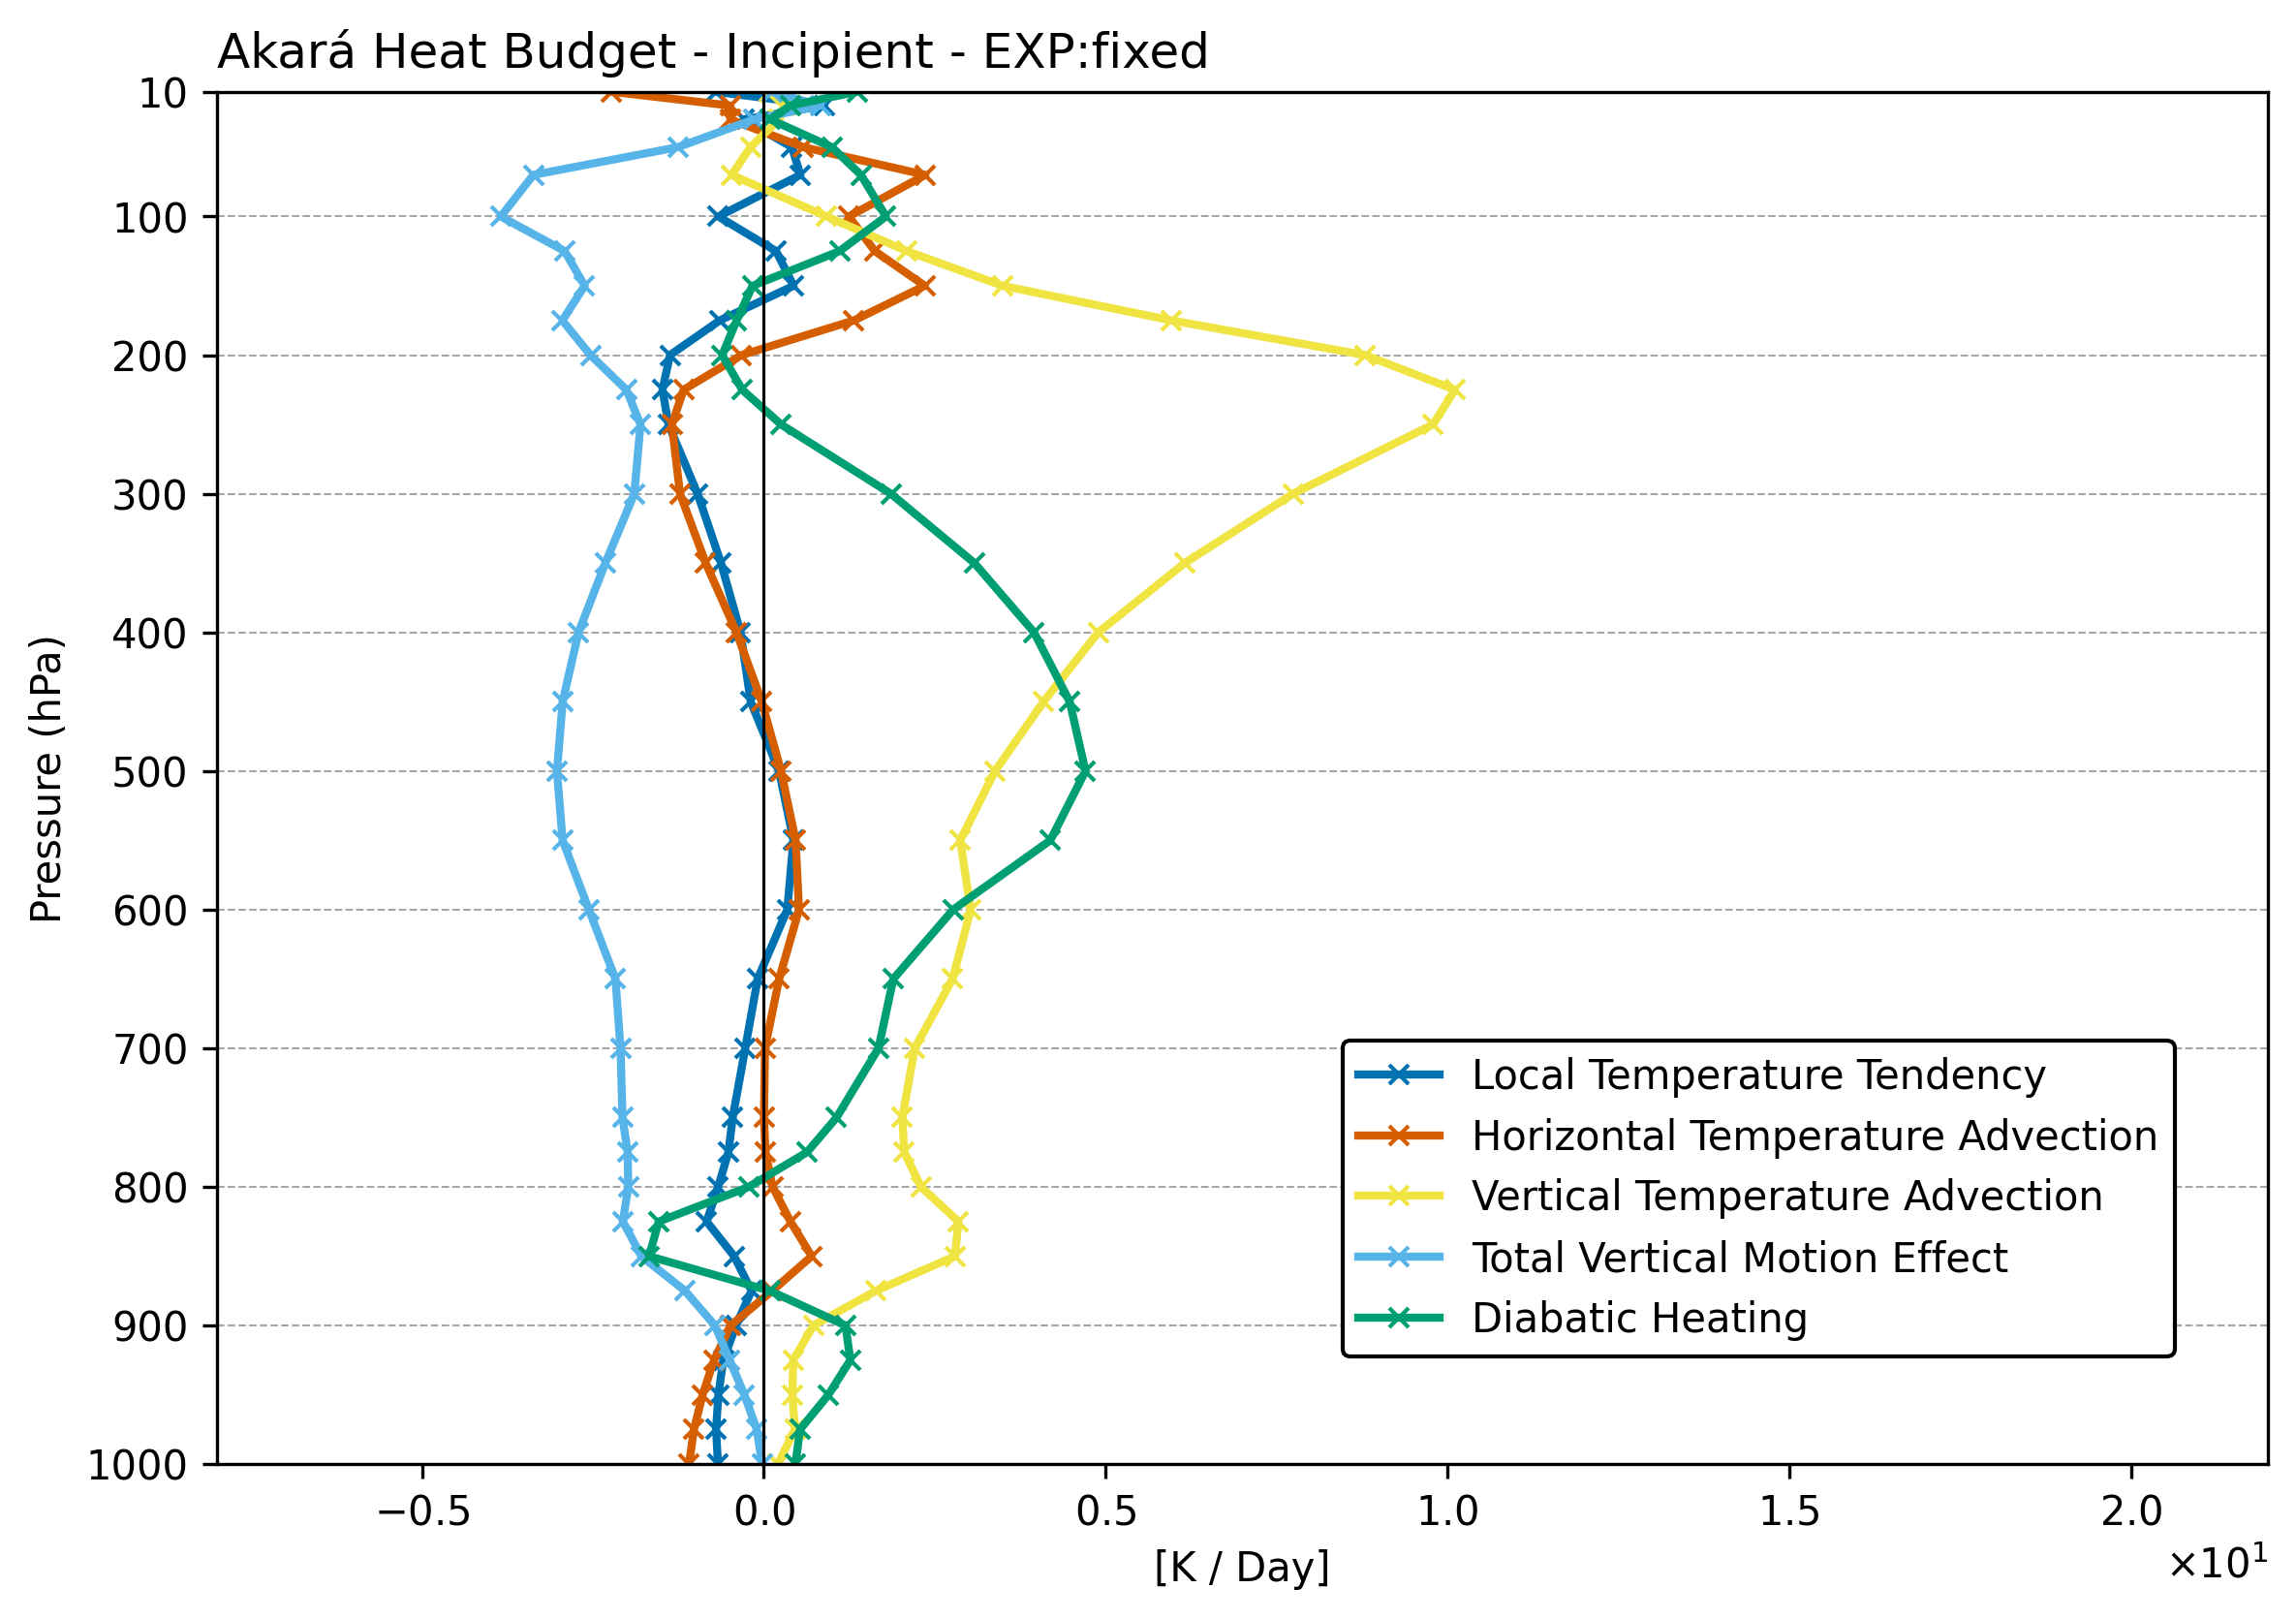 Akará Heat Budget - Incipient - EXP:fixed
10
100
200
300
400
500
600
700
800
900
1000
Pressure (hPa)
Local Temperature Tendency
Horizontal Temperature Advection
Vertical Temperature Advection
Total Vertical Motion Effect
Diabatic Heating
−0.5 0.0 0.5 1.0 1.5 2.0
[K / Day]
×10¹